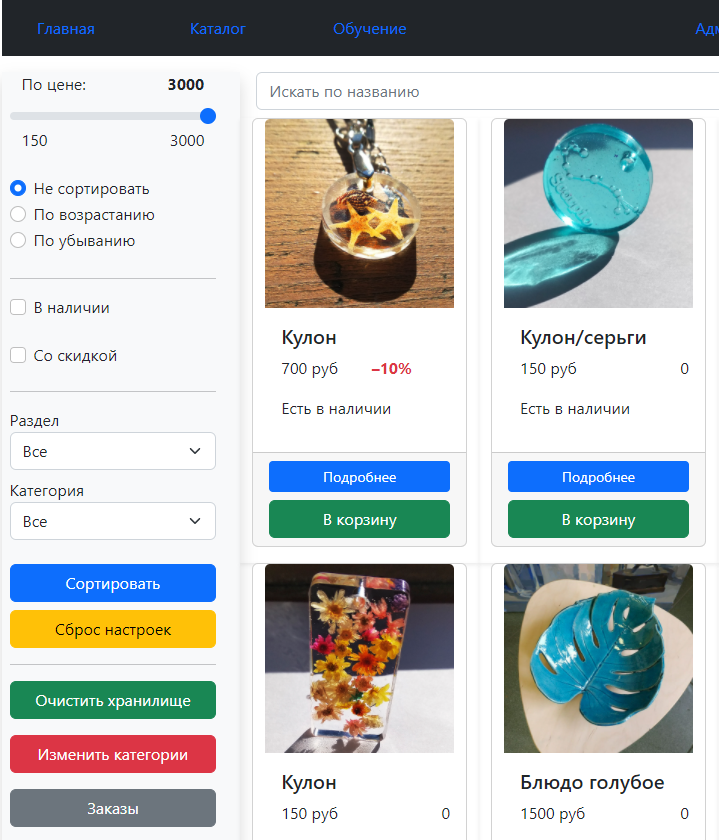 Главная Каталог Обучение Адм
По цене: 3000
150 3000
Не сортировать
По возрастанию
По убыванию
В наличии
Со скидкой
Раздел
Все
Категория
Все
Сортировать
Сброс настроек
Очистить хранилище
Изменить категории
Заказы
Искать по названию
Кулон
700 руб –10%
Есть в наличии
Подробнее
В корзину
Кулон/серьги
150 руб 0
Есть в наличии
Подробнее
В корзину
Кулон
150 руб 0
Блюдо голубое
1500 руб 0